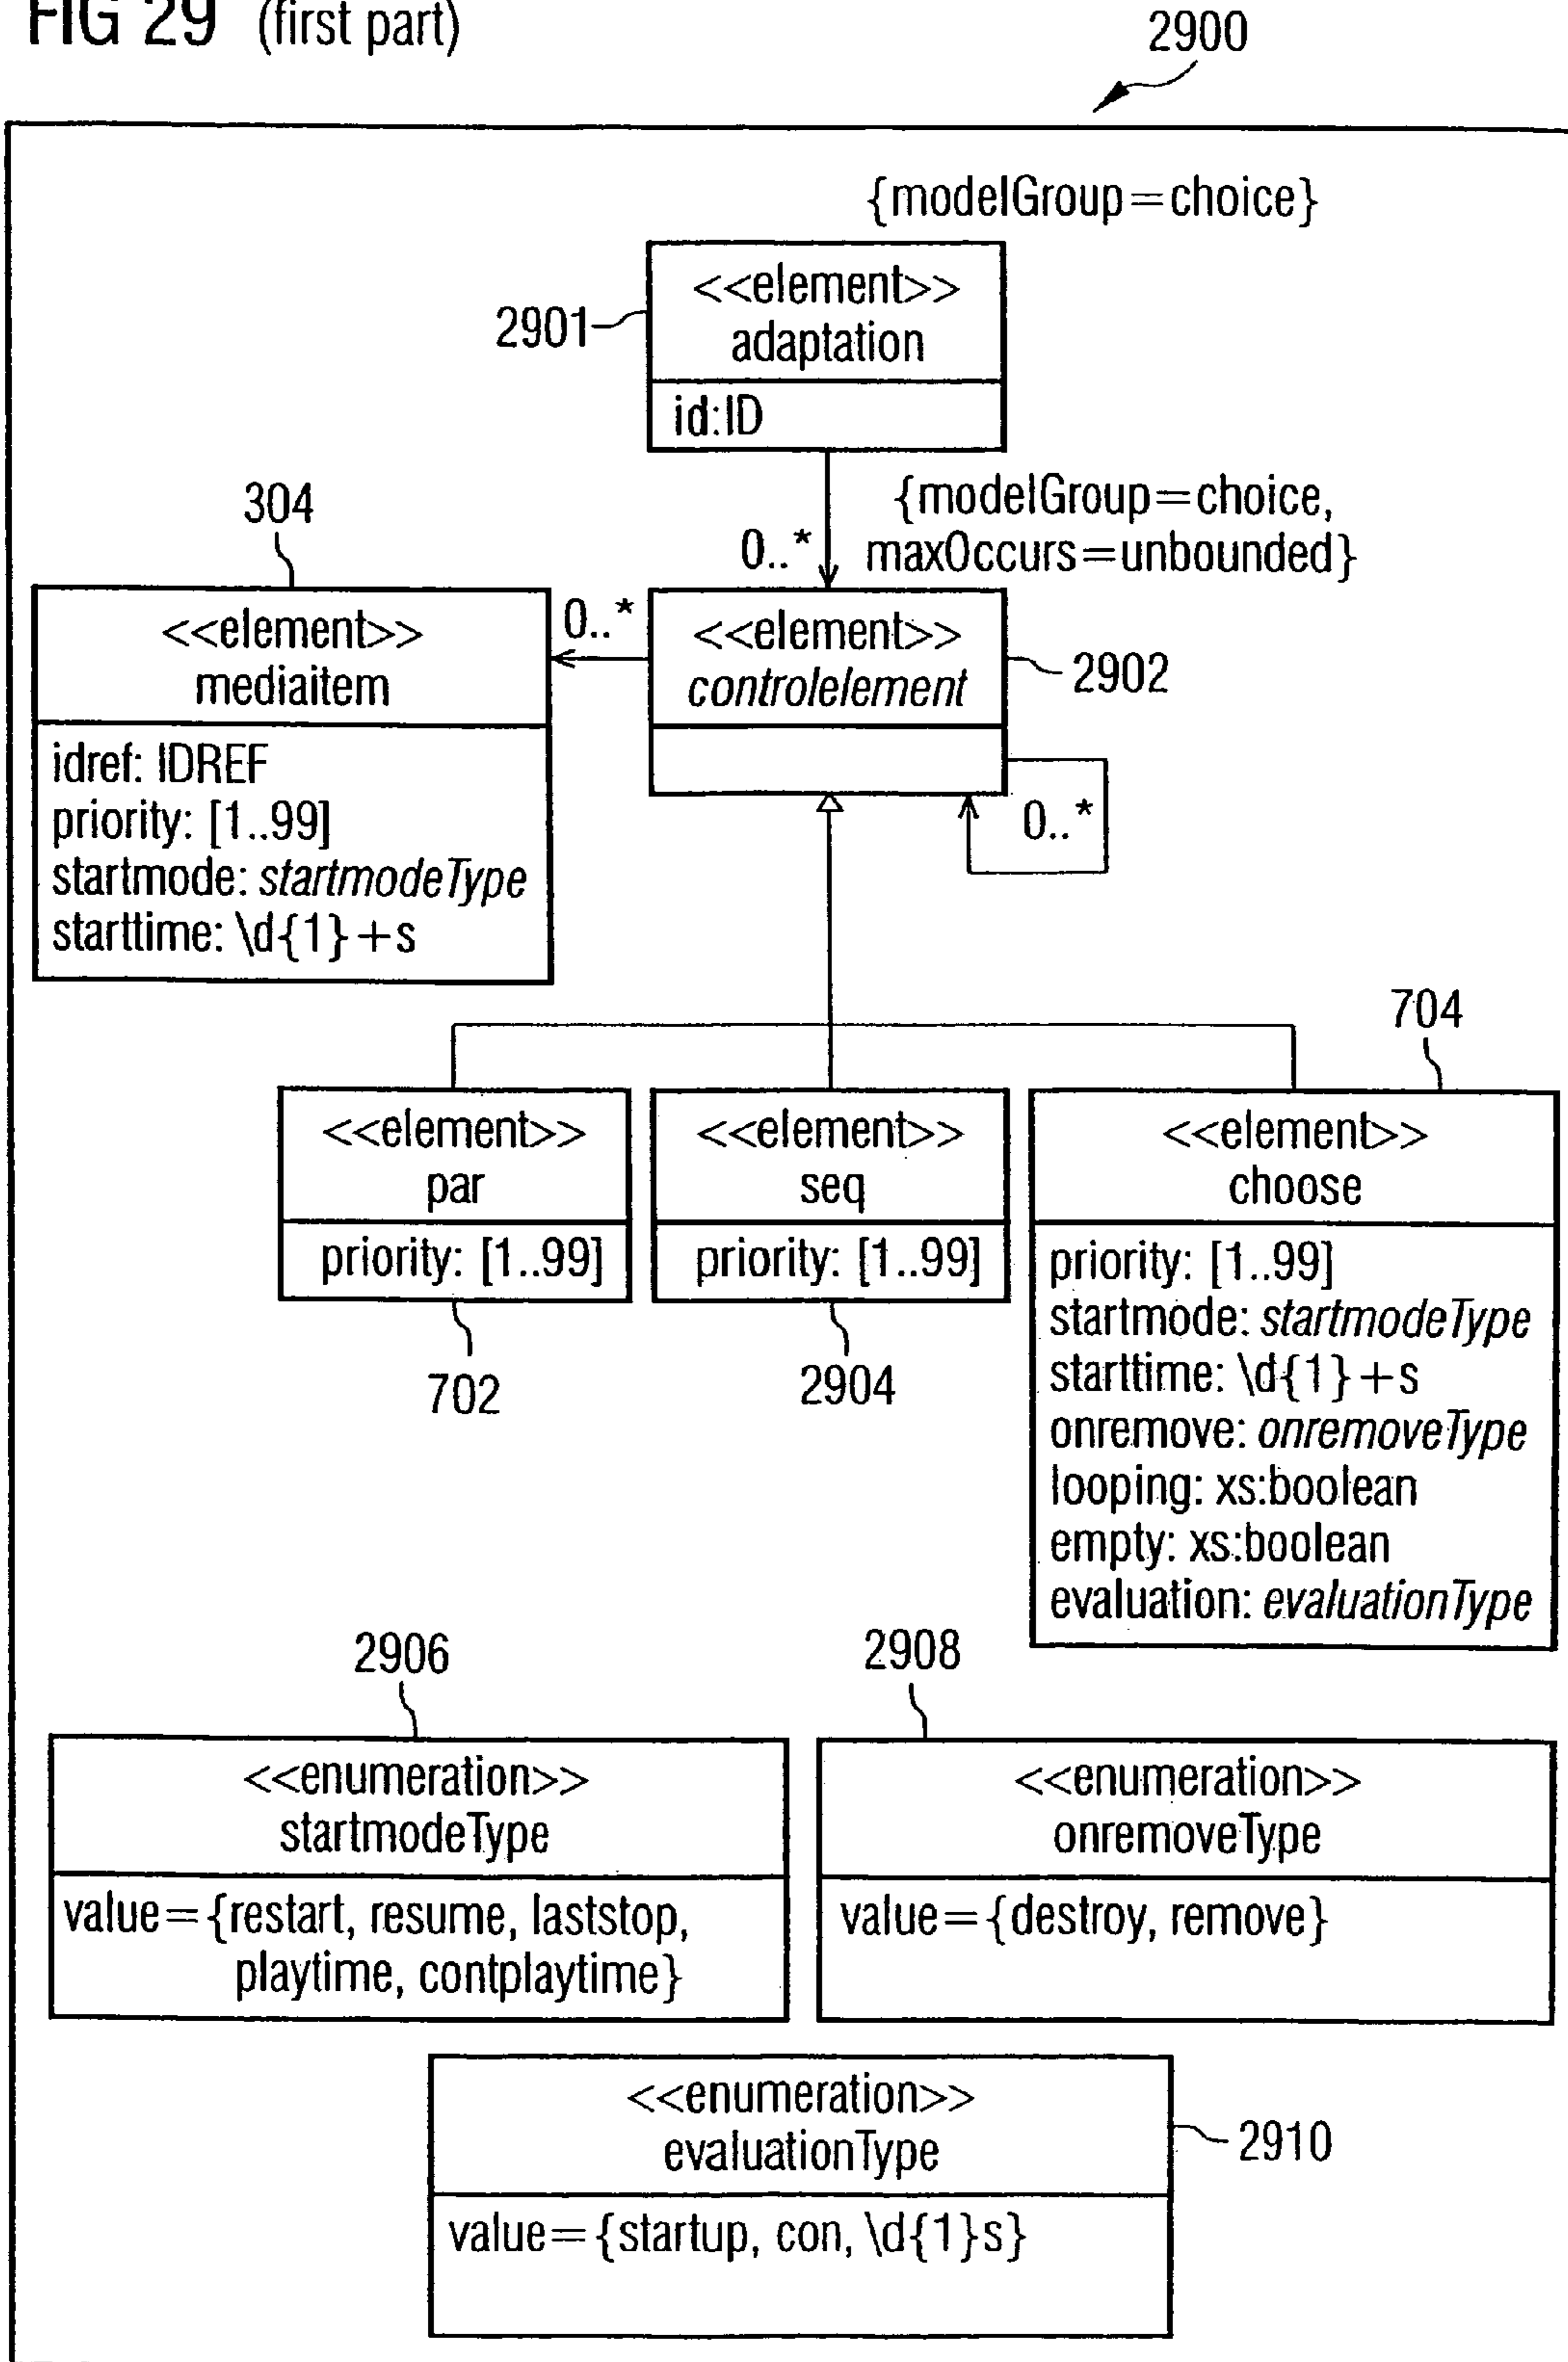 FIG 29 (first part)
2900
{modelGroup=choice}
<<element>>
2901
adaptation
id:ID
{modelGroup=choice,
maxOccurs=unbounded}
0..*
304
<<element>>
mediaitem
idref: IDREF
priority: [1..99]
startmode: startmodeType
starttime: \d{1}+s
0..*
<<element>>
controlelement
2902
0..*
704
<<element>>
par
priority: [1..99]
702
<<element>>
seq
priority: [1..99]
2904
<<element>>
choose
priority: [1..99]
startmode: startmodeType
starttime: \d{1}+s
onremove: onremoveType
looping: xs:boolean
empty: xs:boolean
evaluation: evaluationType
2906
<<enumeration>>
startmodeType
value={restart, resume, laststop,
playtime, contplaytime}
2908
<<enumeration>>
onremoveType
value={destroy, remove}
<<enumeration>>
evaluationType
2910
value={startup, con, \d{1}s}